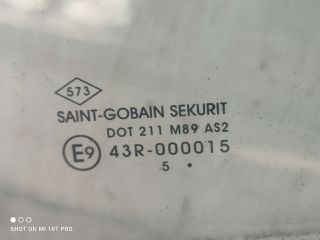 573
SAINT-GOBAIN SEKURIT
DOT 211 M89 AS2
E9 43R-000015
5 •
SHOT ON MI 10T PRO